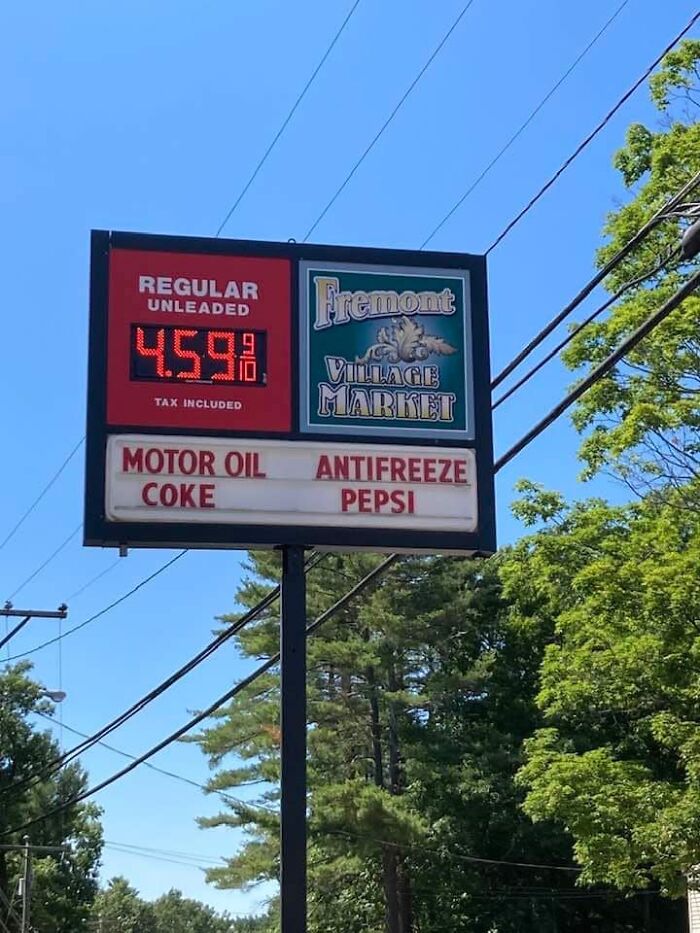 REGULAR
UNLEADED
4.59 9/10
TAX INCLUDED
Fremont
VILLAGE
MARKET
MOTOR OIL ANTIFREEZE
COKE PEPSI